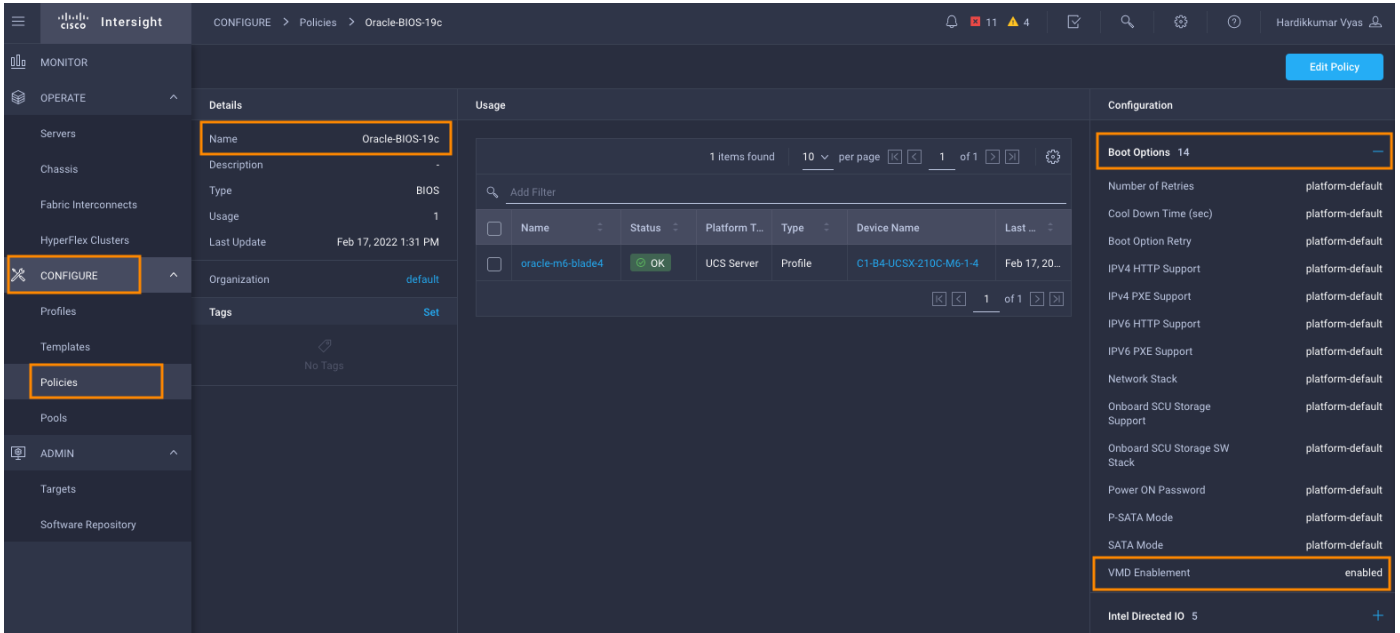 cisco Intersight
CONFIGURE > Policies > Oracle-BIOS-19c
11 4
Hardikkumar Vyas
MONITOR
OPERATE
Servers
Chassis
Fabric Interconnects
HyperFlex Clusters
CONFIGURE
Profiles
Templates
Policies
Pools
ADMIN
Targets
Software Repository
Edit Policy
Details
Name Oracle-BIOS-19c
Description -
Type BIOS
Usage 1
Last Update Feb 17, 2022 1:31 PM
Organization default
Tags Set
No Tags
Usage
1 items found 10 per page 1 of 1
Add Filter
Name Status Platform T... Type Device Name Last ...
oracle-m6-blade4 OK UCS Server Profile C1-B4-UCSX-210C-M6-1-4 Feb 17, 20...
1 of 1
Configuration
Boot Options 14
Number of Retries platform-default
Cool Down Time (sec) platform-default
Boot Option Retry platform-default
IPV4 HTTP Support platform-default
IPv4 PXE Support platform-default
IPV6 HTTP Support platform-default
IPV6 PXE Support platform-default
Network Stack platform-default
Onboard SCU Storage platform-default
Support
Onboard SCU Storage SW platform-default
Stack
Power ON Password platform-default
P-SATA Mode platform-default
SATA Mode platform-default
VMD Enablement enabled
Intel Directed IO 5